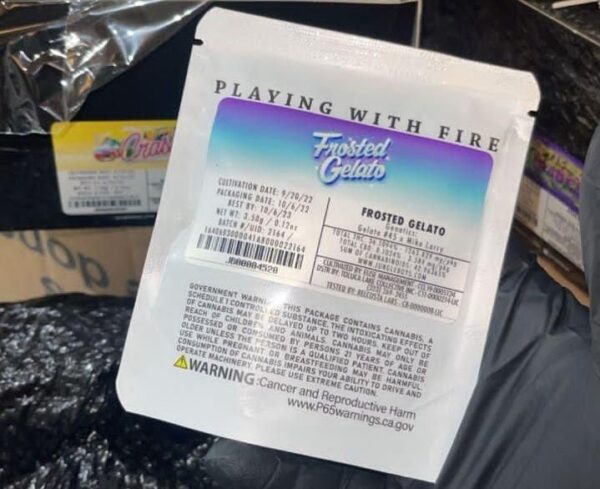 PLAYING WITH FIRE
Frosted
Gelato
CULTIVATION DATE: 9/20/22
PACKAGING DATE: 10/6/22
BEST BY: 10/6/23
NET WT: 3.50g / 0.12oz
BATCH #/UID: 2164 /
J000004520
FROSTED GELATO
Genetics:
Gelato #45 x Mike Larry
GOVERNMENT WARNING: THIS PACKAGE CONTAINS CANNABIS, A
SCHEDULE I CONTROLLED SUBSTANCE. THE INTOXICATING EFFECTS
OF CANNABIS MAY BE DELAYED UP TO TWO HOURS. KEEP OUT OF
REACH OF CHILDREN AND ANIMALS. CANNABIS MAY ONLY BE
POSSESSED OR CONSUMED BY PERSONS 21 YEARS OF AGE OR
OLDER UNLESS THE PERSON IS A QUALIFIED PATIENT. CANNABIS
USE WHILE PREGNANT OR BREASTFEEDING MAY BE HARMFUL.
CONSUMPTION OF CANNABIS IMPAIRS YOUR ABILITY TO DRIVE AND
OPERATE MACHINERY. PLEASE USE EXTREME CAUTION.
WARNING: Cancer and Reproductive Harm
www.P65warnings.ca.gov